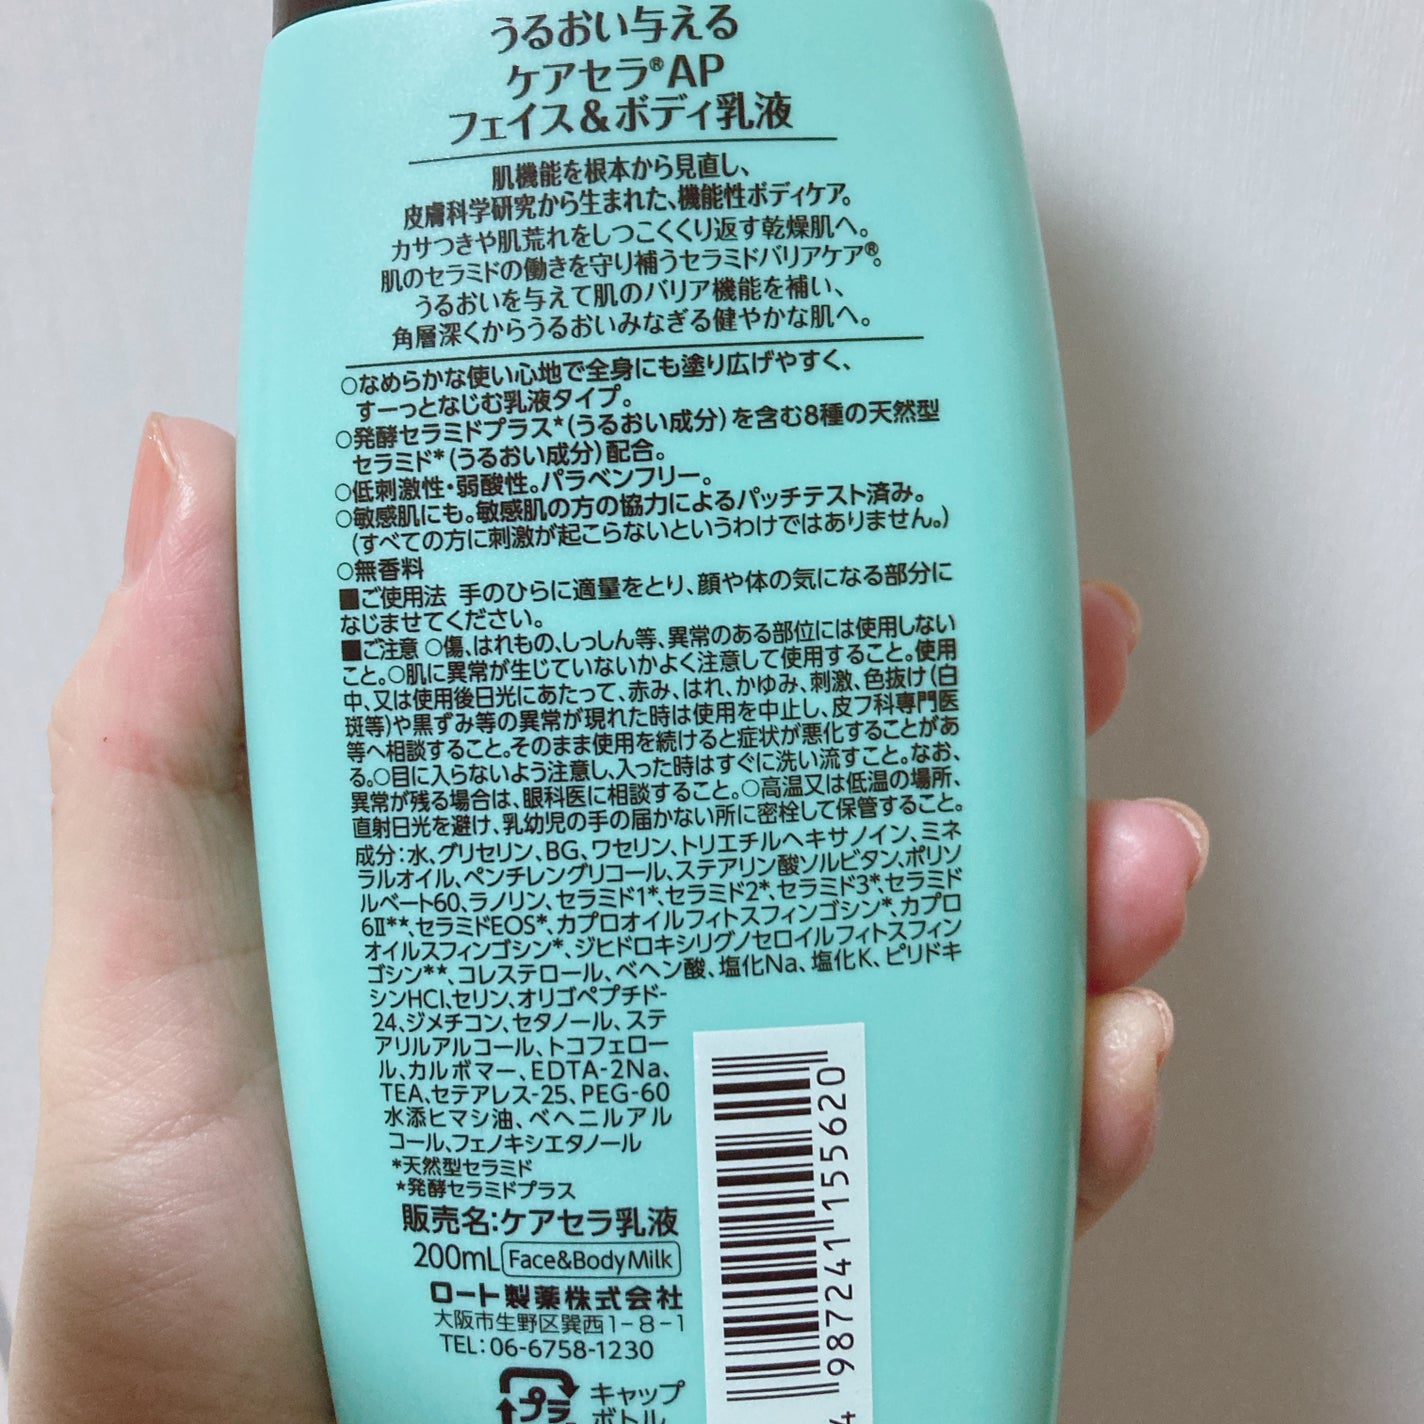 うるおい与える
ケアセラ®AP
フェイス&ボディ乳液
肌機能を根本から見直し、
皮膚科学研究から生まれた、機能性ボディケア。
カサつきや肌荒れをしつこくくり返す乾燥肌へ。
肌のセラミドの働きを守り補うセラミドバリアケア®。
うるおいを与えて肌のバリア機能を補い、
角層深くからうるおいみなぎる健やかな肌へ。
○なめらかな使い心地で全身にも塗り広げやすく、
すーっとなじむ乳液タイプ。
○発酵セラミドプラス*(うるおい成分)を含む8種の天然型
セラミド*(うるおい成分)配合。
○低刺激性・弱酸性。パラベンフリー。
○敏感肌にも。敏感肌の方の協力によるパッチテスト済み。
(すべての方に刺激が起こらないというわけではありません。)
○無香料
■ご使用法 手のひらに適量をとり、顔や体の気になる部分に
なじませてください。
■ご注意 ○傷、はれもの、しっしん等、異常のある部位には使用しない
こと。○肌に異常が生じていないかよく注意して使用すること。使用
中、又は使用後日光にあたって、赤み、はれ、かゆみ、刺激、色抜け(白
斑等)や黒ずみ等の異常が現れた時は使用を中止し、皮フ科専門医
等へ相談すること。そのまま使用を続けると症状が悪化することがあ
る。○目に入らないよう注意し、入った時はすぐに洗い流すこと。なお、
異常が残る場合は、眼科医に相談すること。○高温又は低温の場所、
直射日光を避け、乳幼児の手の届かない所に密栓して保管すること。
成分:水、グリセリン、BG、ワセリン、トリエチルヘキサノイン、ミネ
ラルオイル、ペンチレングリコール、ステアリン酸ソルビタン、ポリソ
ルベート60、ラノリン、セラミド1*、セラミド2*、セラミド3*、セラミド
6Ⅱ**、セラミドEOS*、カプロオイルフィトスフィンゴシン*、カプロ
オイルスフィンゴシン*、ジヒドロキシリグノセロイルフィトスフィン
ゴシン**、コレステロール、ベヘン酸、塩化Na、塩化K、ピリドキ
シンHCl、セリン、オリゴペプチド-
24、ジメチコン、セタノール、ステ
アリルアルコール、トコフェロー
ル、カルボマー、EDTA-2Na、
TEA、セテアレス-25、PEG-60
水添ヒマシ油、ベヘニルアル
コール、フェノキシエタノール
*天然型セラミド
*発酵セラミドプラス
販売名:ケアセラ乳液
200mL Face&Body Milk
ロート製薬株式会社
大阪市生野区巽西1-8-1
TEL:06-6758-1230
プラ
キャップ
ボトル
4 987241 155620